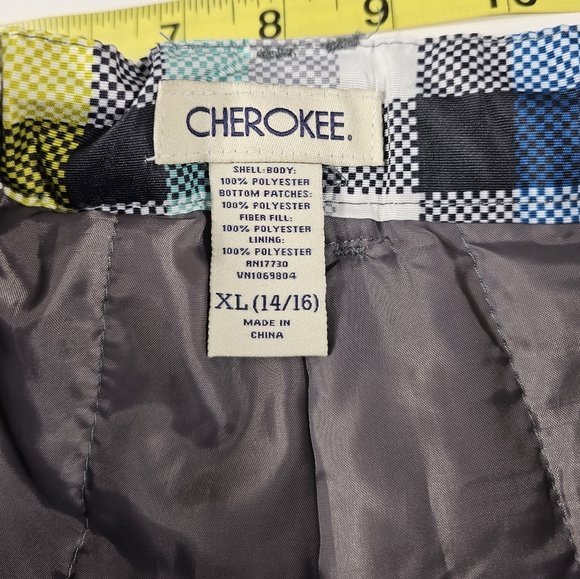 7 8 9 10
CHEROKEE.
SHELL:BODY:
100% POLYESTER
BOTTOM PATCHES:
100% POLYESTER
FIBER FILL:
100% POLYESTER
LINING:
100% POLYESTER
RN17730
VN1069804
XL (14/16)
MADE IN
CHINA